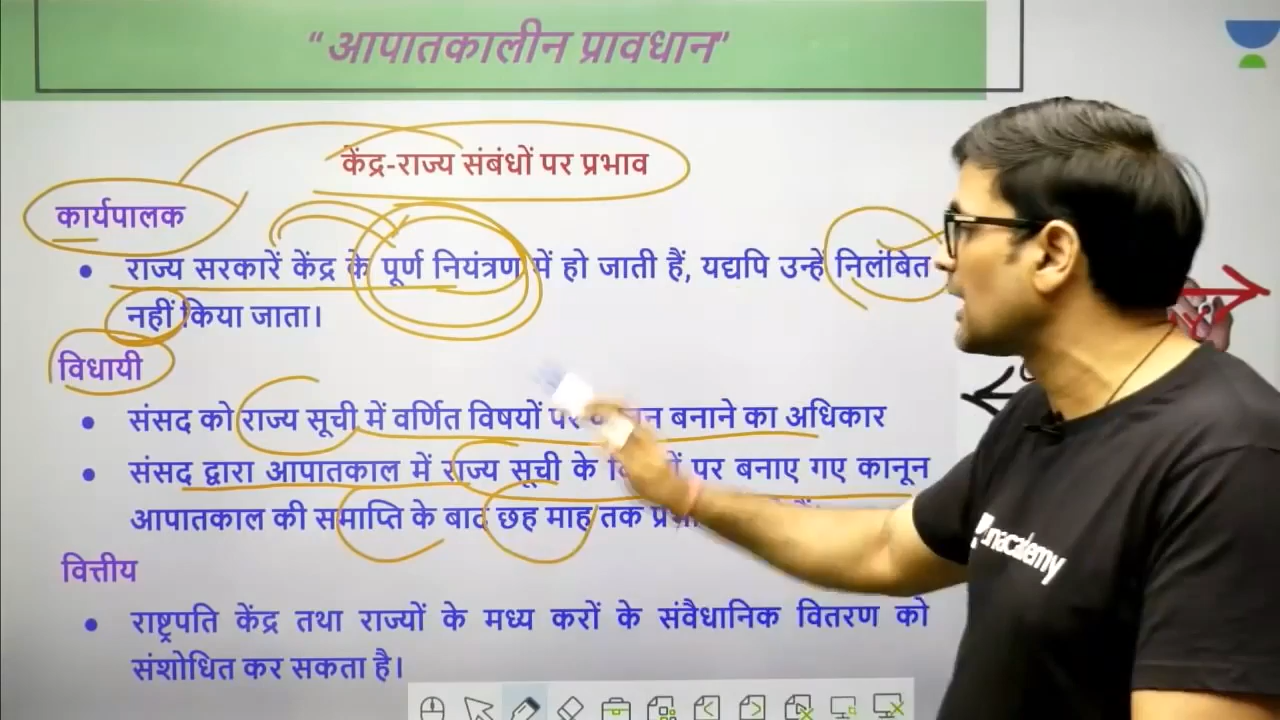 “आपातकालीन प्रावधान”
केंद्र-राज्य संबंधों पर प्रभाव
कार्यपालक
• राज्य सरकारें केंद्र के पूर्ण नियंत्रण में हो जाती हैं, यद्यपि उन्हें निलंबित
नहीं किया जाता।
विधायी
• संसद को राज्य सूची में वर्णित विषयों पर बनाने का अधिकार
• संसद द्वारा आपातकाल में राज्य सूची के पर बनाए गए कानून
आपातकाल की समाप्ति के बाद छह माह तक
unacademy
वित्तीय
• राष्ट्रपति केंद्र तथा राज्यों के मध्य करों के संवैधानिक वितरण को
संशोधित कर सकता है।